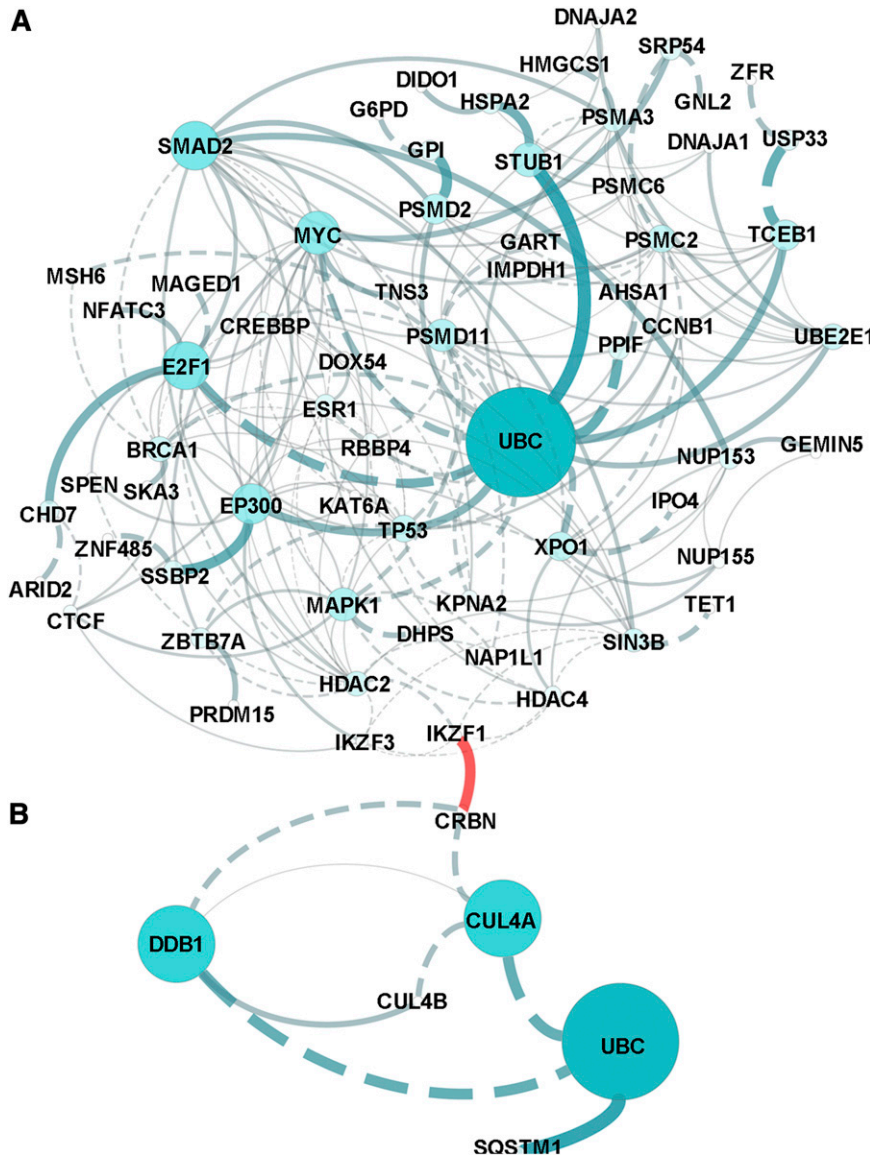 A
DNAJA2
SRP54
HMGCS1
ZFR
DIDO1
HSPA2
GNL2
G6PD
PSMA3
USP33
SMAD2
DNAJA1
GPI
STUB1
PSMC6
PSMD2
MYC
GART
PSMC2
TCEB1
MSH6
IMPDH1
MAGED1
TNS3
AHSA1
NFATC3
CREBBP
CCNB1
PSMD11
UBE2E1
PPIF
DOX54
E2F1
ESR1
UBC
BRCA1
RBBP4
NUP153
GEMIN5
SPEN
SKA3
IPO4
EP300
KAT6A
CHD7
TP53
ZNF485
XPO1
NUP155
SSBP2
ARID2
MAPK1
KPNA2
TET1
CTCF
ZBTB7A
DHPS
SIN3B
NAP1L1
HDAC2
HDAC4
PRDM15
IKZF3
IKZF1
B
CRBN
CUL4A
DDB1
CUL4B
UBC
SQSTM1